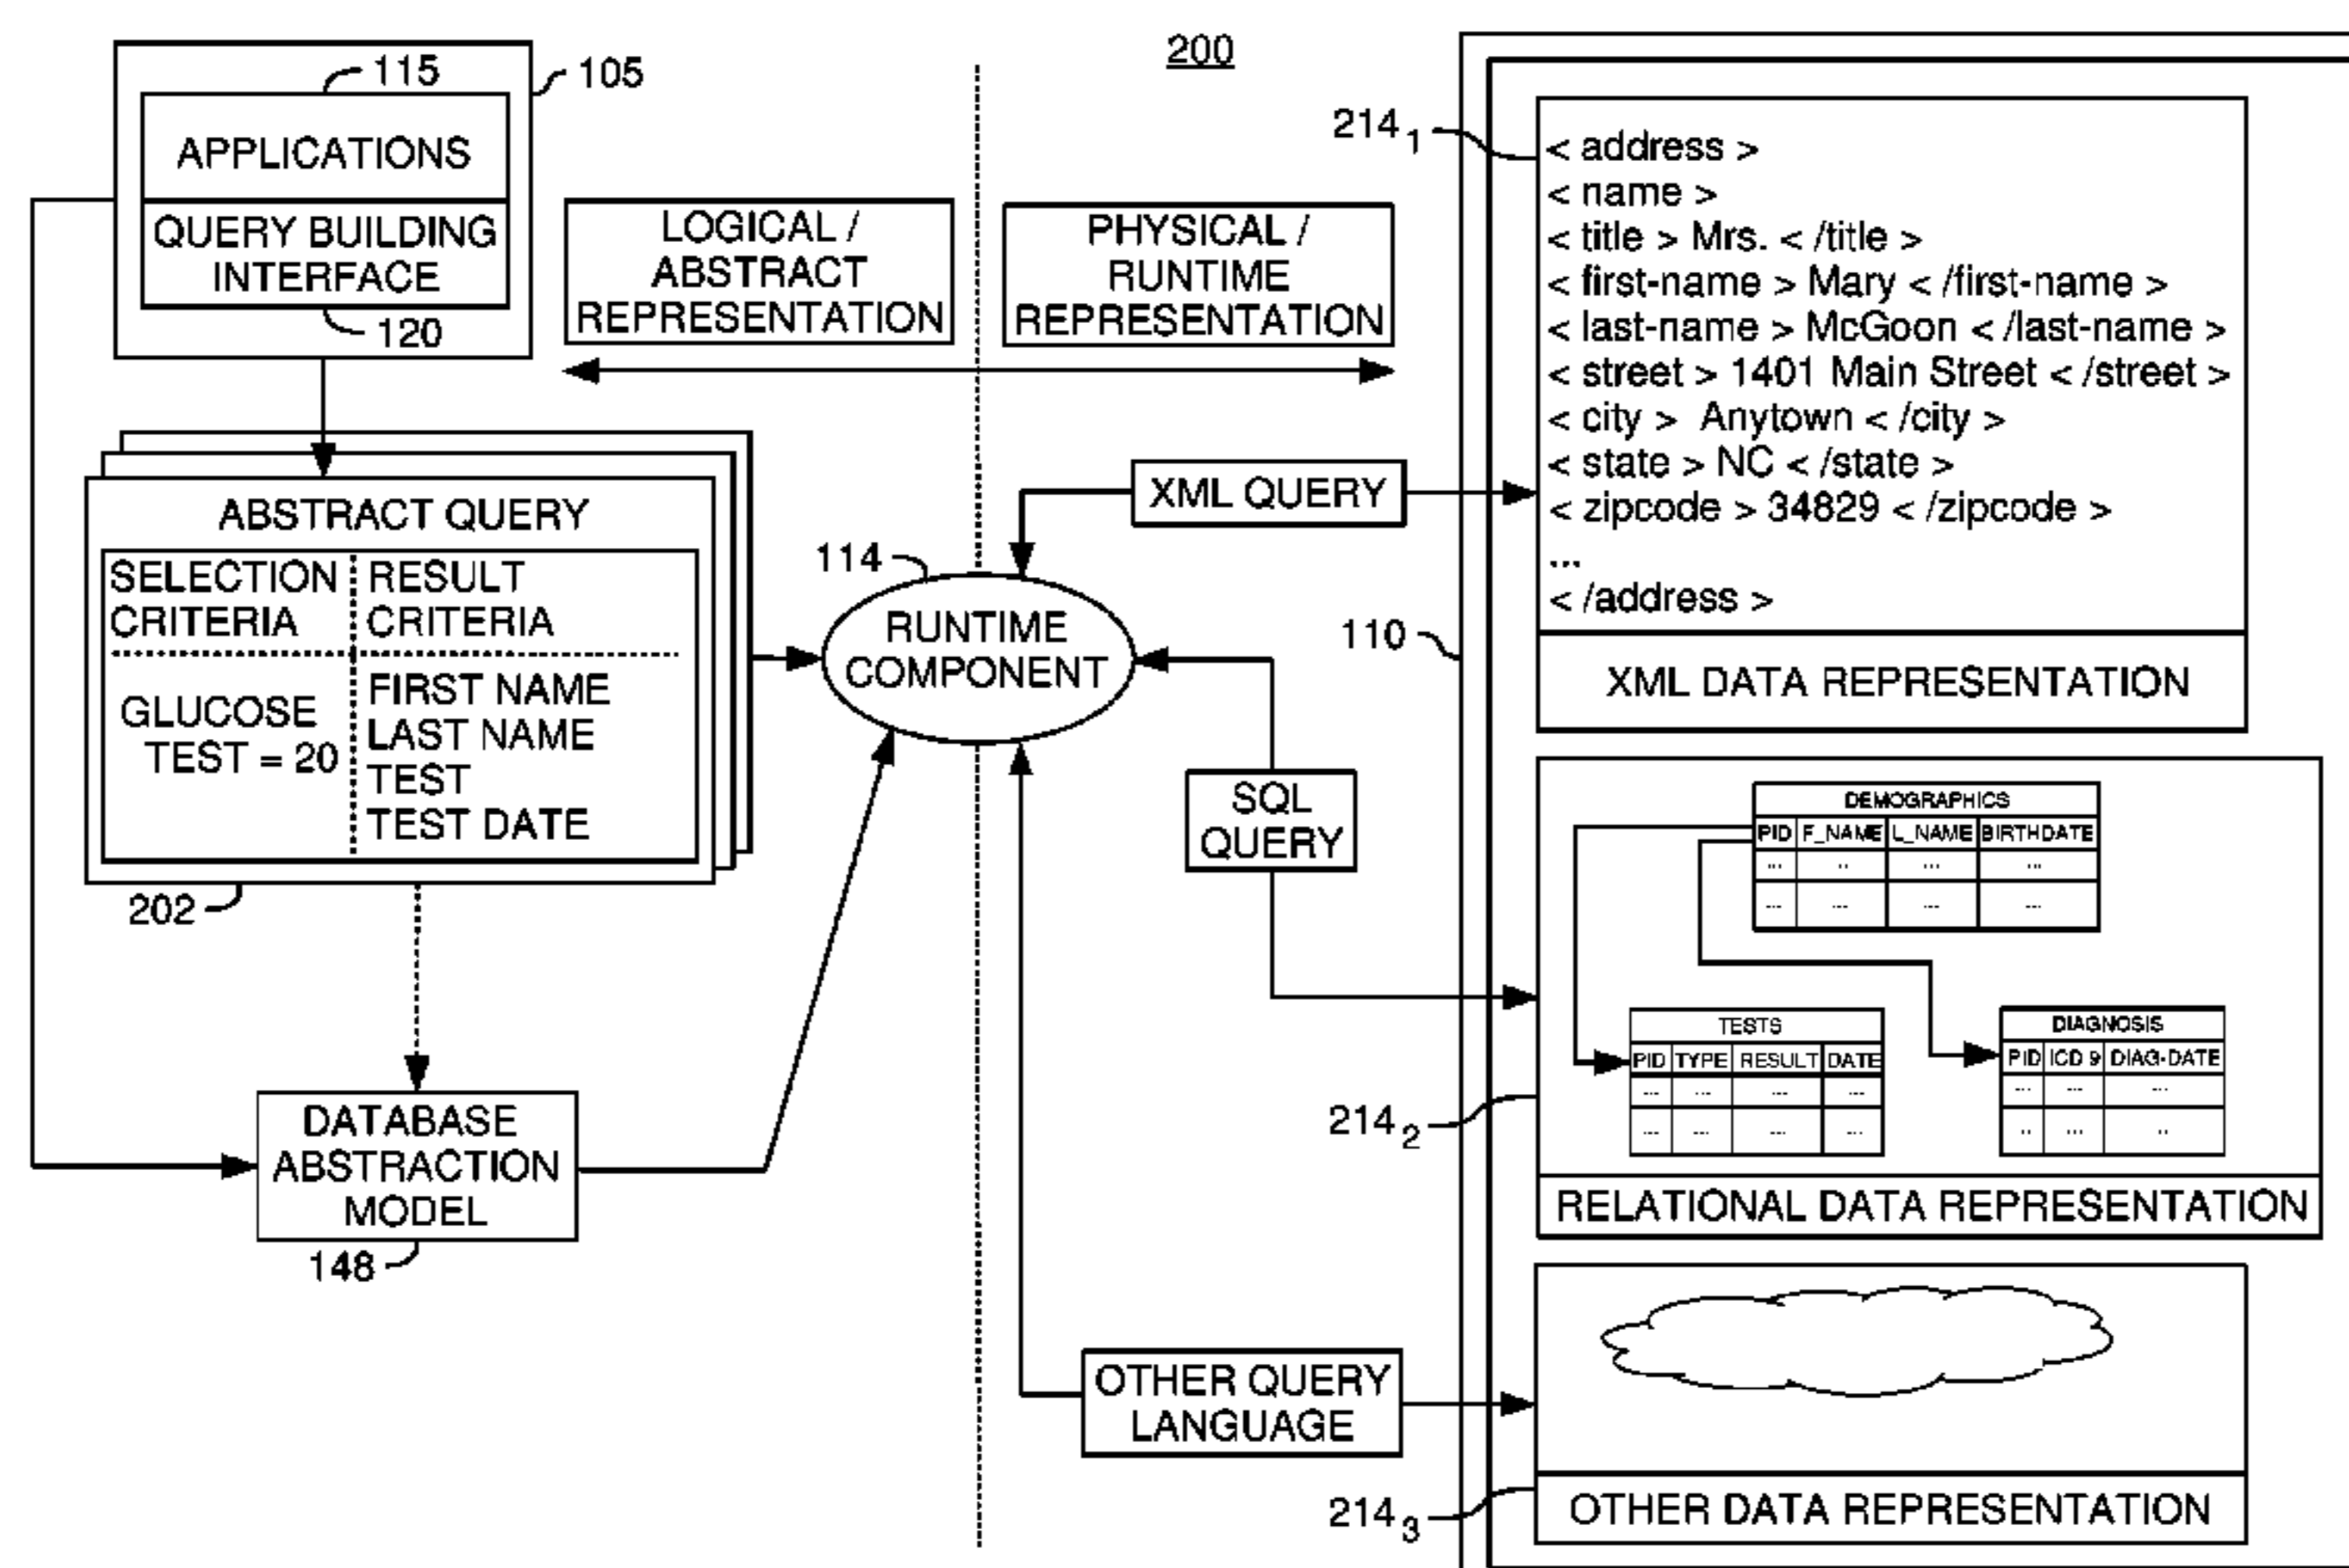 200
115
105
APPLICATIONS
QUERY BUILDING
INTERFACE
120
LOGICAL /
ABSTRACT
REPRESENTATION
PHYSICAL /
RUNTIME
REPRESENTATION
ABSTRACT QUERY
SELECTION
CRITERIA
RESULT
CRITERIA
GLUCOSE
TEST = 20
FIRST NAME
LAST NAME
TEST
TEST DATE
202
DATABASE
ABSTRACTION
MODEL
148
114
RUNTIME
COMPONENT
XML QUERY
SQL
QUERY
OTHER QUERY
LANGUAGE
110
214 1
< address >
< name >
< title > Mrs. < /title >
< first-name > Mary < /first-name >
< last-name > McGoon < /last-name >
< street > 1401 Main Street < /street >
< city > Anytown < /city >
< state > NC < /state >
< zipcode > 34829 < /zipcode >
...
< /address >
XML DATA REPRESENTATION
DEMOGRAPHICS
PID F_NAME L_NAME BIRTHDATE
... .. ... ...
... ... ... ...
TESTS
PID TYPE RESULT DATE
... ... ... ...
... ... ... ...
DIAGNOSIS
PID ICD 9 DIAG-DATE
... ... ...
.. ... ..
214 2
RELATIONAL DATA REPRESENTATION
214 3
OTHER DATA REPRESENTATION